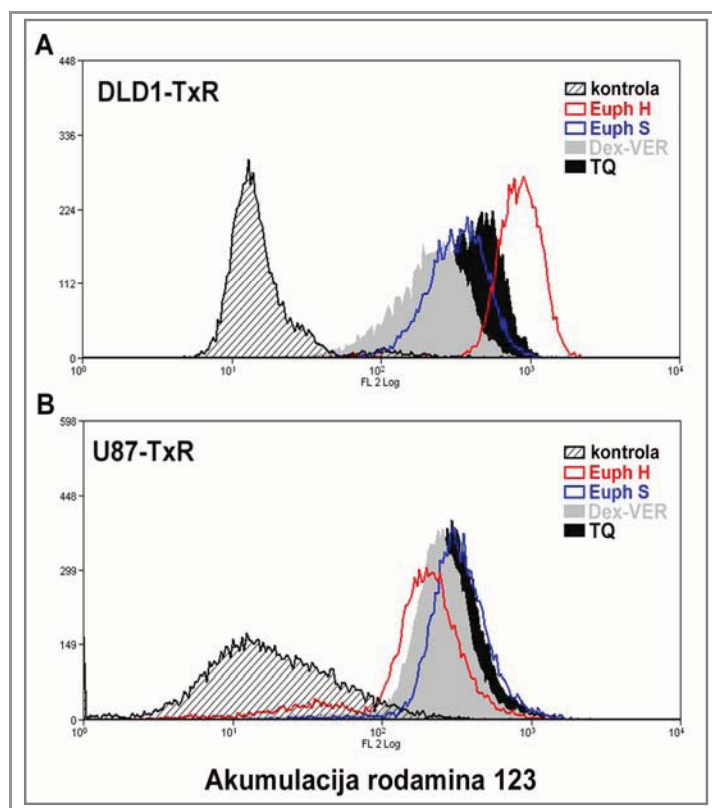 A
448
336
224
112
0
DLD1-TxR
kontrola
Euph H
Euph S
Dex-VER
TQ
10⁰
10¹
10²
10³
10⁴
FL 2 Log
B
598
448
299
149
0
U87-TxR
kontrola
Euph H
Euph S
Dex-VER
TQ
10⁰
10¹
10²
10³
10⁴
FL 2 Log
Akumulacija rodamina 123